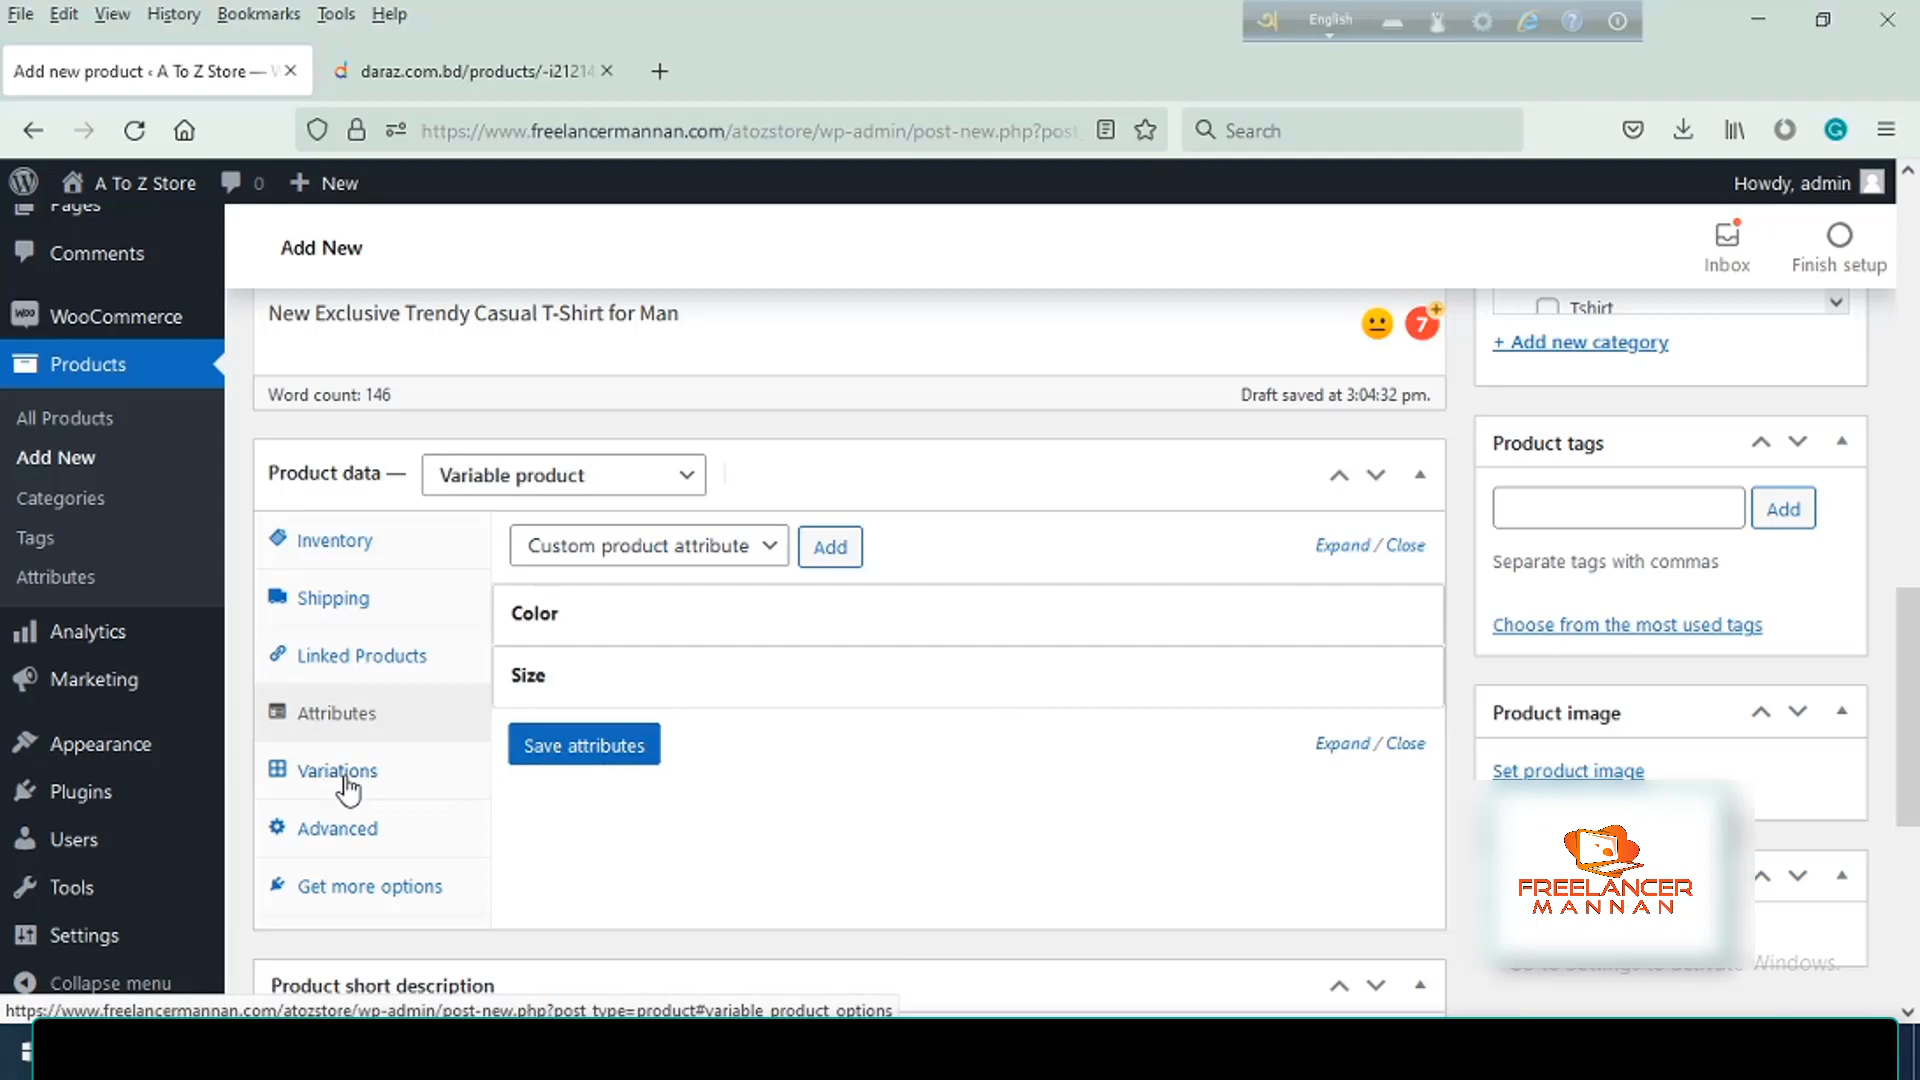 File Edit View History Bookmarks Tools Help
English
Add new product ‹ A To Z Store — W
daraz.com.bd/products/-i21214
https://www.freelancermannan.com/atozstore/wp-admin/post-new.php?post_
Search
A To Z Store 0 New
Howdy, admin
Pages
Comments
WooCommerce
Products
All Products
Add New
Categories
Tags
Attributes
Analytics
Marketing
Appearance
Plugins
Users
Tools
Settings
Collapse menu
Add New
Inbox
Finish setup
New Exclusive Trendy Casual T-Shirt for Man
7
Word count: 146
Draft saved at 3:04:32 pm.
Product data —
Variable product
Inventory
Shipping
Linked Products
Attributes
Variations
Advanced
Get more options
Custom product attribute
Add
Expand / Close
Color
Size
Save attributes
Expand / Close
Product short description
Tshirt
+ Add new category
Product tags
Add
Separate tags with commas
Choose from the most used tags
Product image
Set product image
FREELANCER
MANNAN
Go to Settings to activate Windows.
https://www.freelancermannan.com/atozstore/wp-admin/post-new.php?post_type=product#variable_product_options